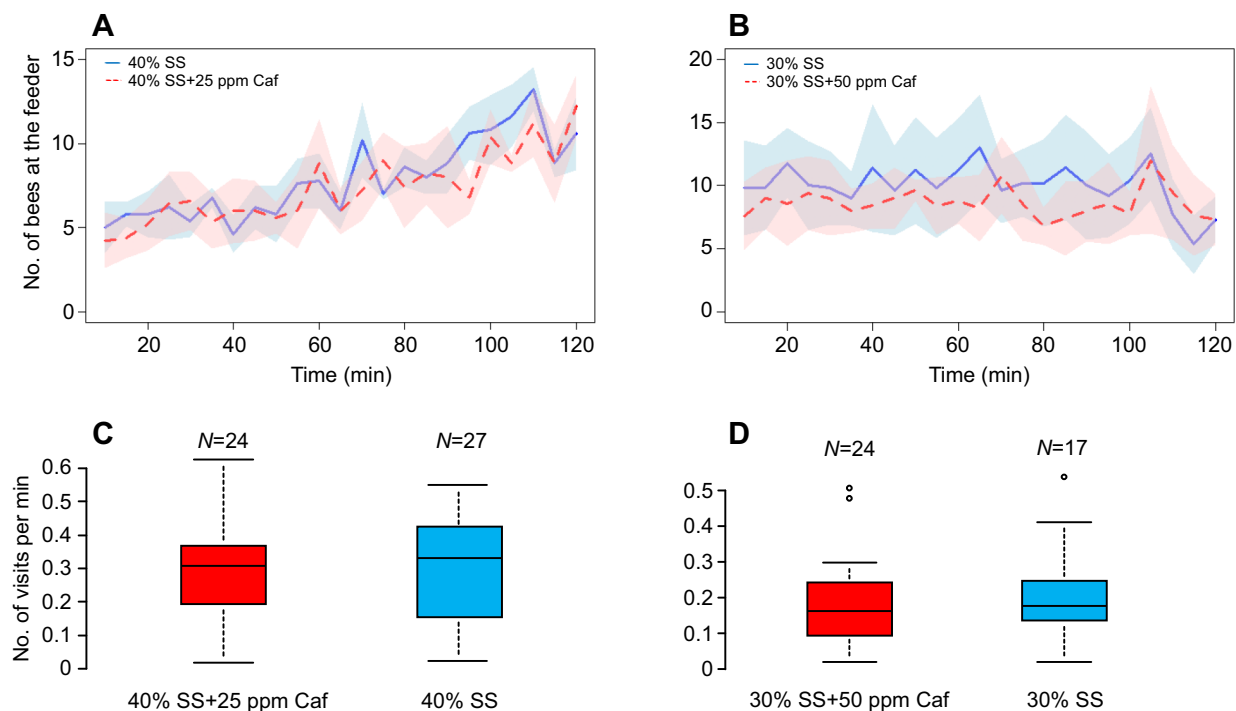 A
No. of bees at the feeder
15
10
5
0
40% SS
40% SS+25 ppm Caf
20
40
60
80
100
120
Time (min)
B
20
15
10
5
0
30% SS
30% SS+50 ppm Caf
20
40
60
80
100
120
Time (min)
C
No. of visits per min
N=24
N=27
0.6
0.5
0.4
0.3
0.2
0.1
0
40% SS+25 ppm Caf
40% SS
D
N=24
N=17
0.5
0.4
0.3
0.2
0.1
0
30% SS+50 ppm Caf
30% SS